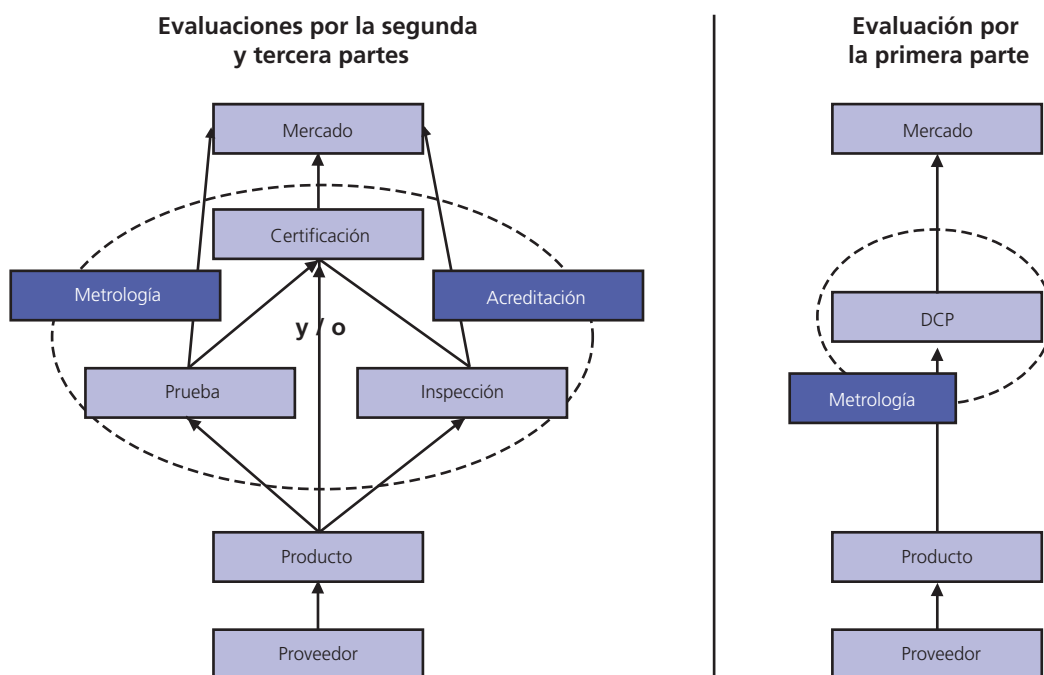 Evaluaciones por la segunda
y tercera partes
Mercado
Certificación
Metrología
Acreditación
y / o
Prueba
Inspección
Producto
Proveedor
Evaluación por
la primera parte
Mercado
DCP
Metrología
Producto
Proveedor